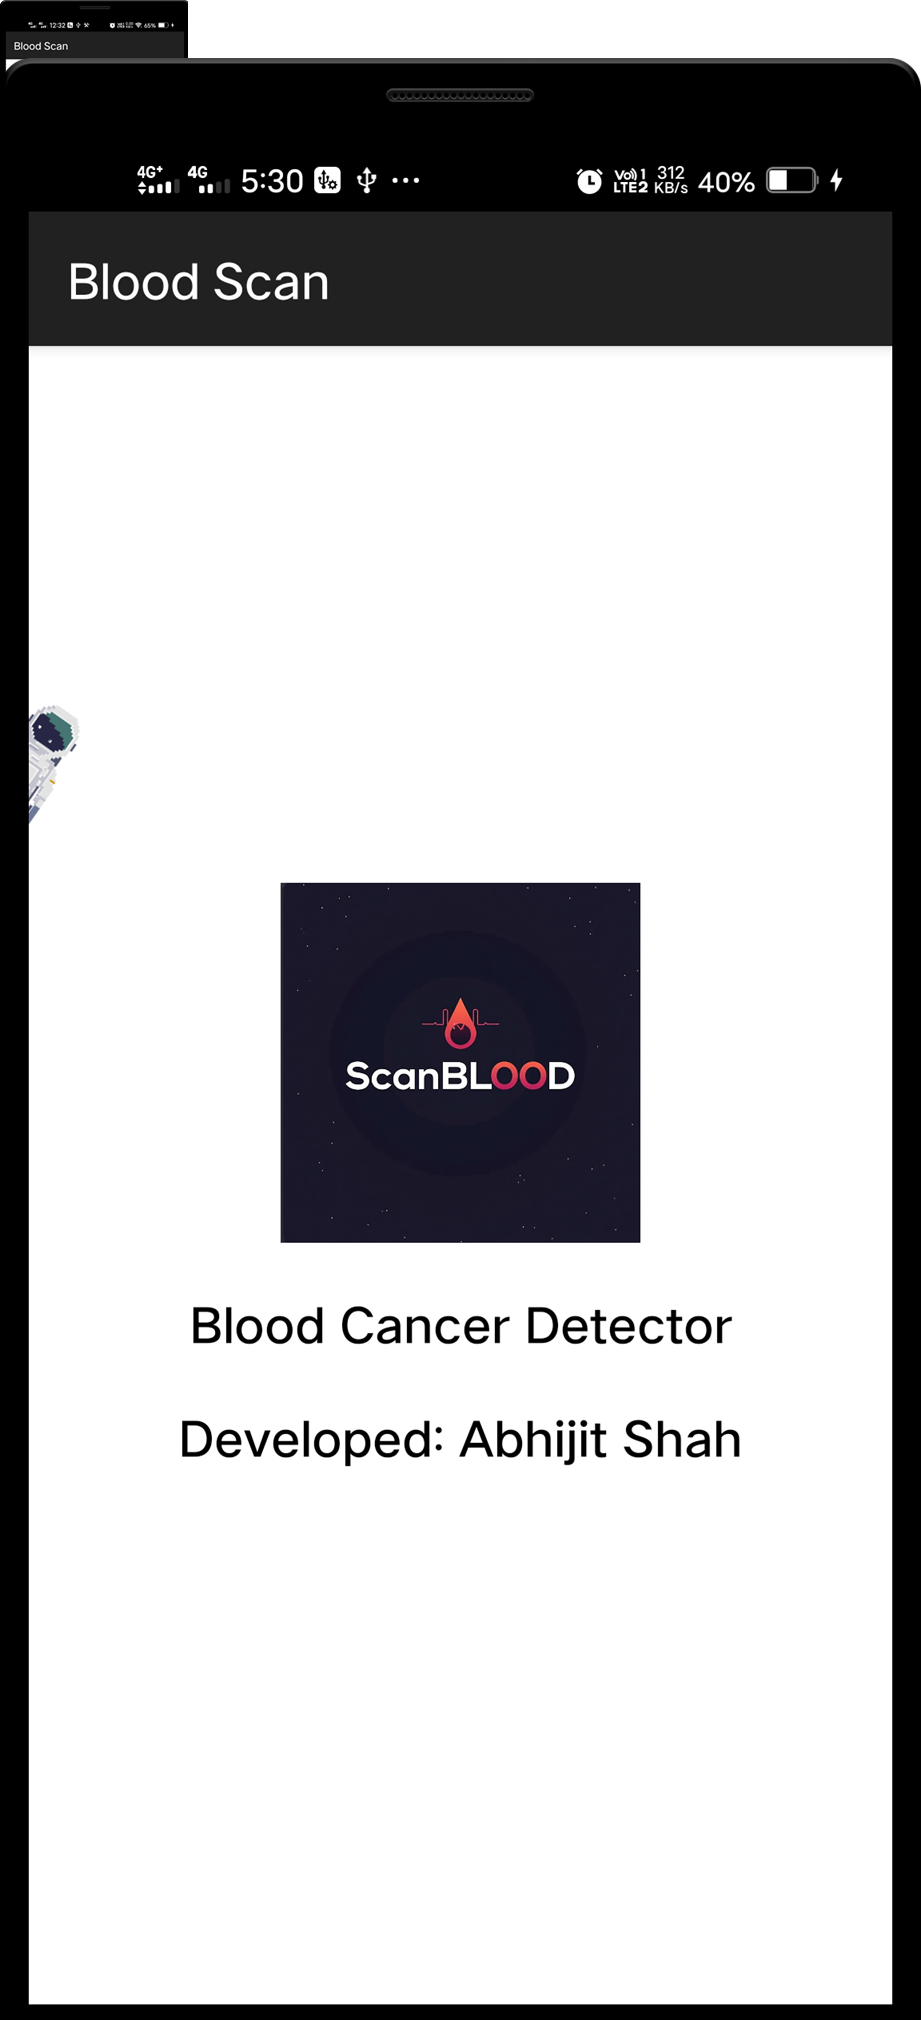 12:32 65%
Blood Scan
4G+ 4G 5:30 ... Vo)) 1 LTE2 312 KB/s 40%
Blood Scan
ScanBLOOD
Blood Cancer Detector
Developed: Abhijit Shah